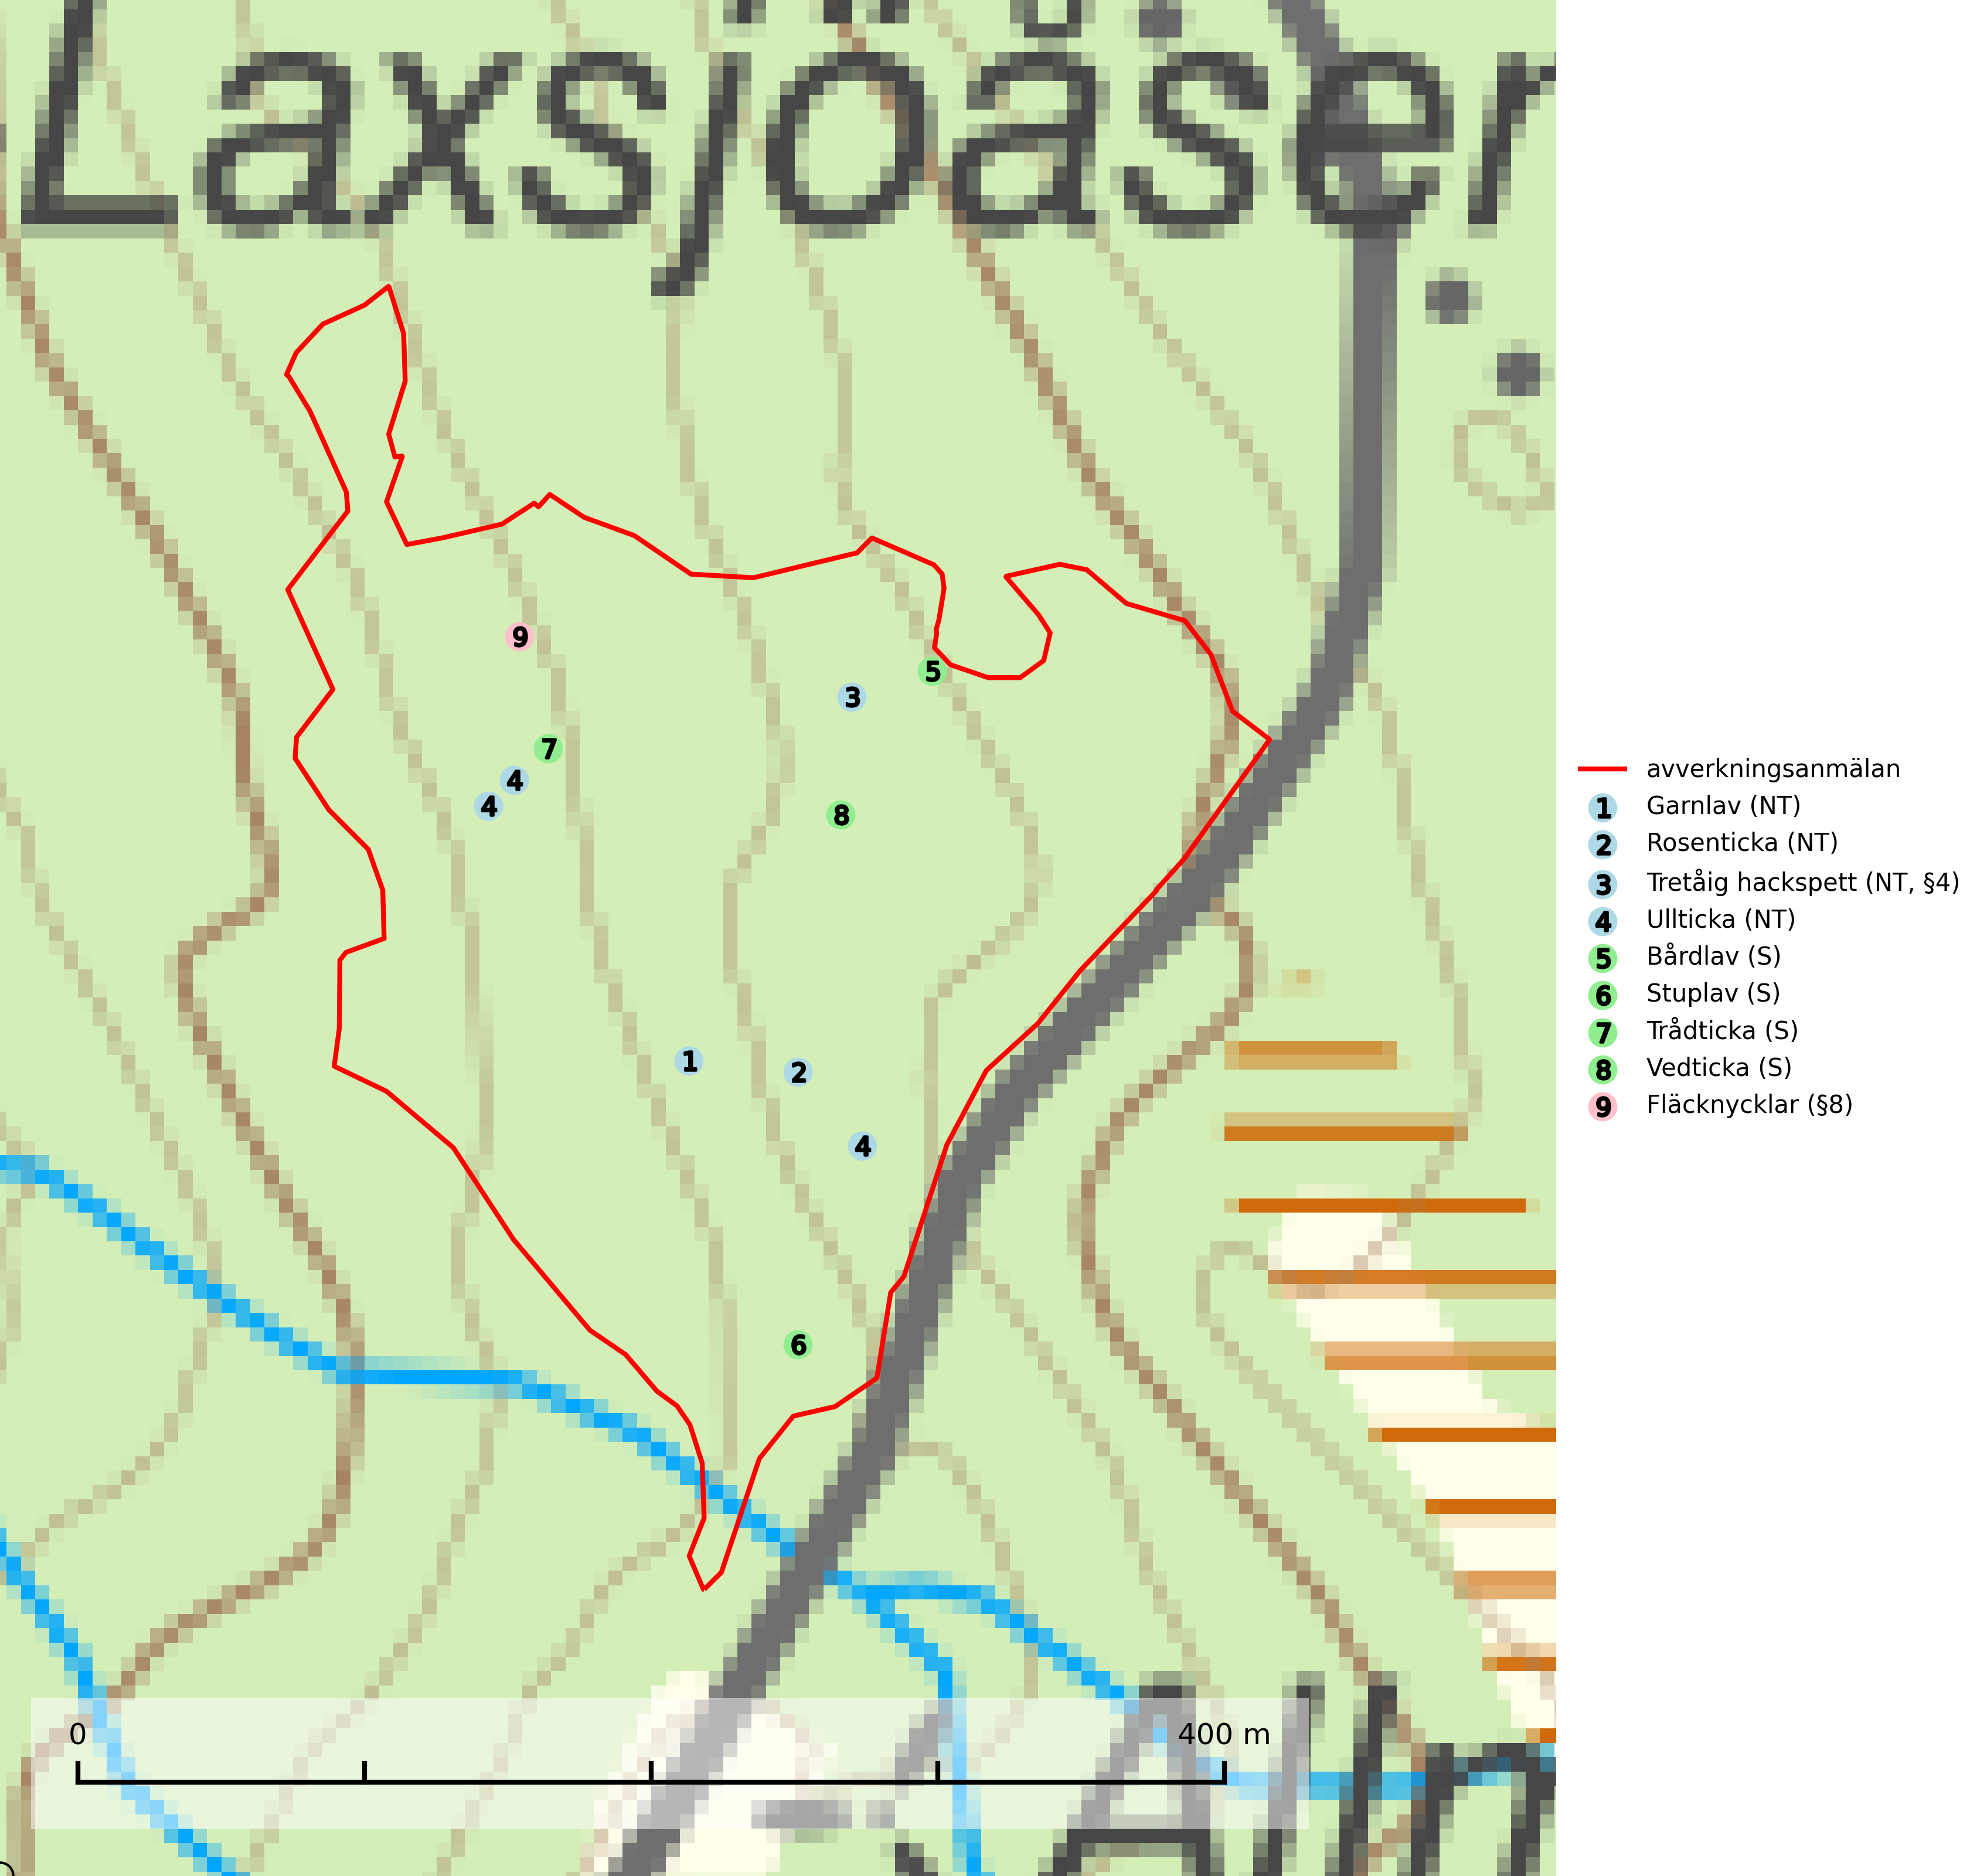 Laxsjöåser
9
5
3
7
4
4
8
1
2
4
6
0
400 m
avverkningsanmälan
1 Garnlav (NT)
2 Rosenticka (NT)
3 Tretåig hackspett (NT, §4)
4 Ullticka (NT)
5 Bårdlav (S)
6 Stuplav (S)
7 Trådticka (S)
8 Vedticka (S)
9 Fläcknycklar (§8)